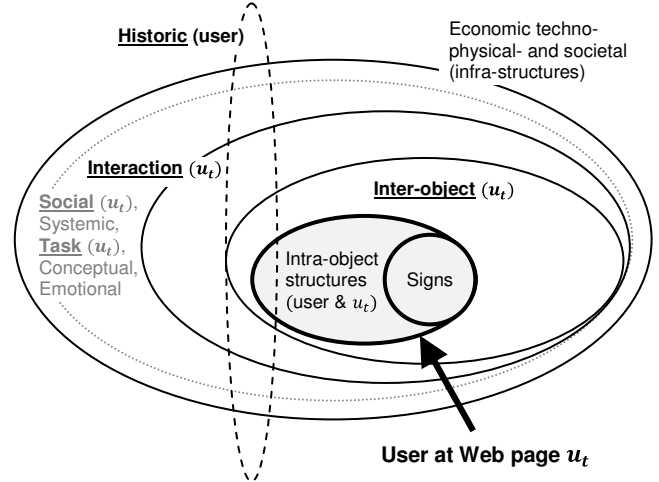 Historic (user)
Economic techno-
physical- and societal
(infra-structures)
Interaction (u_t)
Inter-object (u_t)
Social (u_t),
Systemic,
Task (u_t),
Conceptual,
Emotional
Intra-object
structures
(user & u_t)
Signs
User at Web page u_t